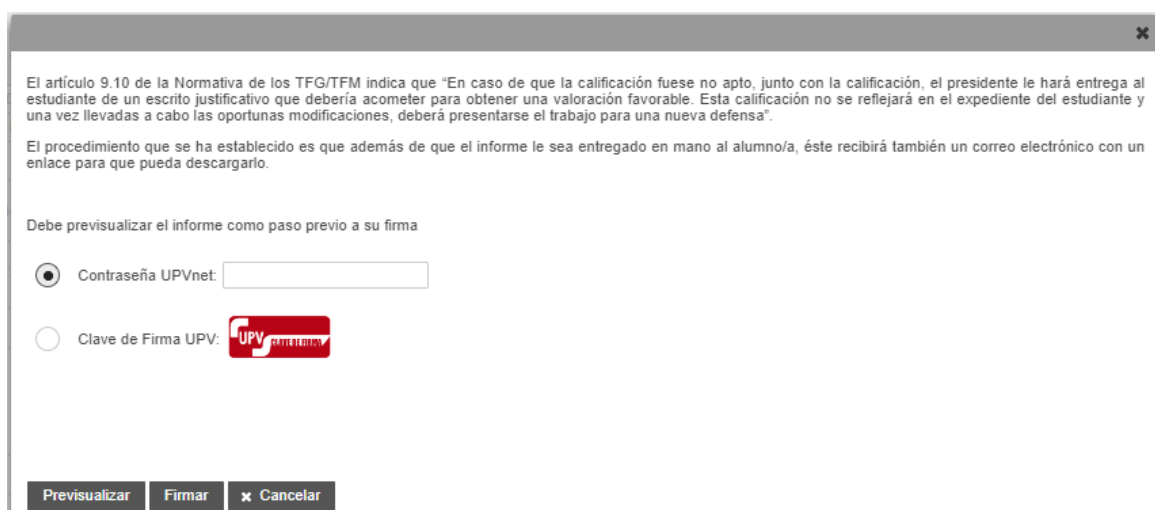 El artículo 9.10 de la Normativa de los TFG/TFM indica que “En caso de que la calificación fuese no apto, junto con la calificación, el presidente le hará entrega al
estudiante de un escrito justificativo que debería acometer para obtener una valoración favorable. Esta calificación no se reflejará en el expediente del estudiante y
una vez llevadas a cabo las oportunas modificaciones, deberá presentarse el trabajo para una nueva defensa”.
El procedimiento que se ha establecido es que además de que el informe le sea entregado en mano al alumno/a, éste recibirá también un correo electrónico con un
enlace para que pueda descargarlo.
Debe previsualizar el informe como paso previo a su firma
Contraseña UPVnet:
Clave de Firma UPV: UPV CLAVE DE FIRMA
Previsualizar Firmar Cancelar